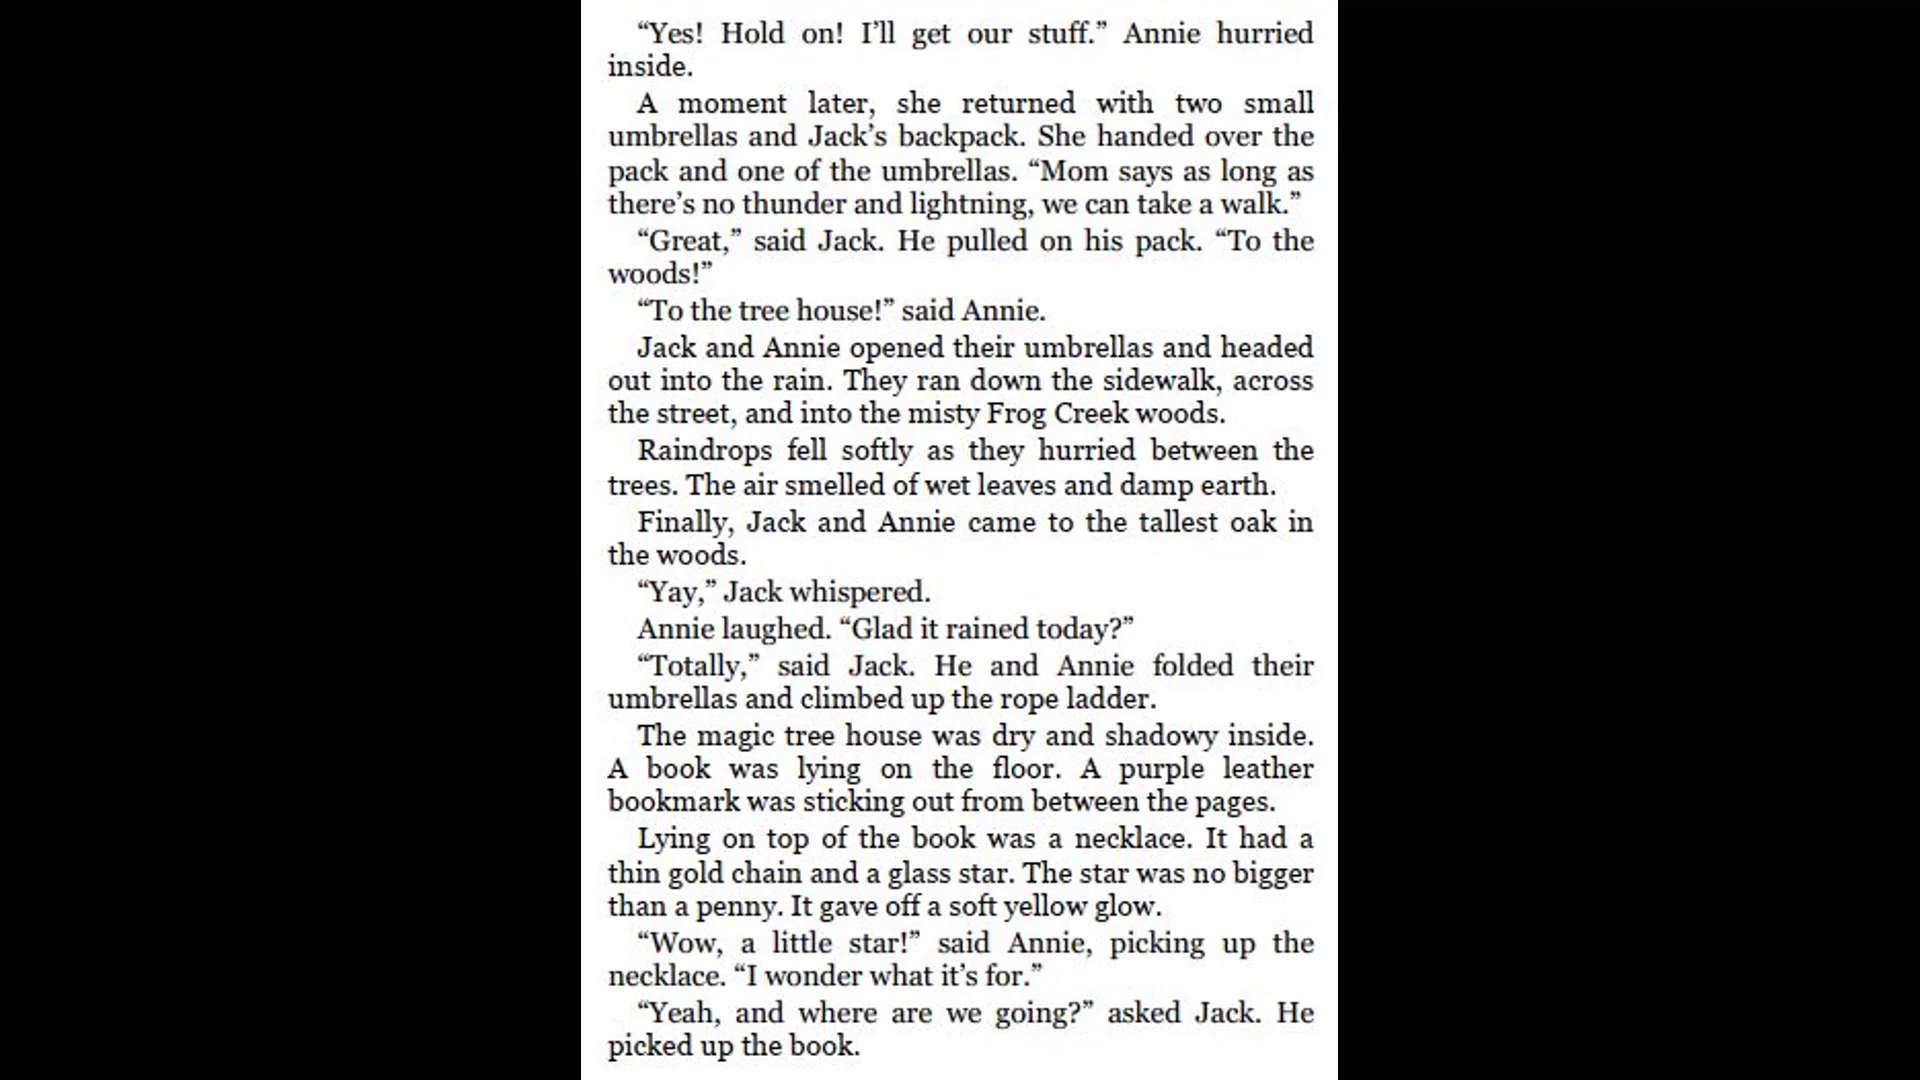 “Yes! Hold on! I’ll get our stuff.” Annie hurried
inside.
A moment later, she returned with two small
umbrellas and Jack’s backpack. She handed over the
pack and one of the umbrellas. “Mom says as long as
there’s no thunder and lightning, we can take a walk.”
“Great,” said Jack. He pulled on his pack. “To the
woods!”
“To the tree house!” said Annie.
Jack and Annie opened their umbrellas and headed
out into the rain. They ran down the sidewalk, across
the street, and into the misty Frog Creek woods.
Raindrops fell softly as they hurried between the
trees. The air smelled of wet leaves and damp earth.
Finally, Jack and Annie came to the tallest oak in
the woods.
“Yay,” Jack whispered.
Annie laughed. “Glad it rained today?”
“Totally,” said Jack. He and Annie folded their
umbrellas and climbed up the rope ladder.
The magic tree house was dry and shadowy inside.
A book was lying on the floor. A purple leather
bookmark was sticking out from between the pages.
Lying on top of the book was a necklace. It had a
thin gold chain and a glass star. The star was no bigger
than a penny. It gave off a soft yellow glow.
“Wow, a little star!” said Annie, picking up the
necklace. “I wonder what it’s for.”
“Yeah, and where are we going?” asked Jack. He
picked up the book.